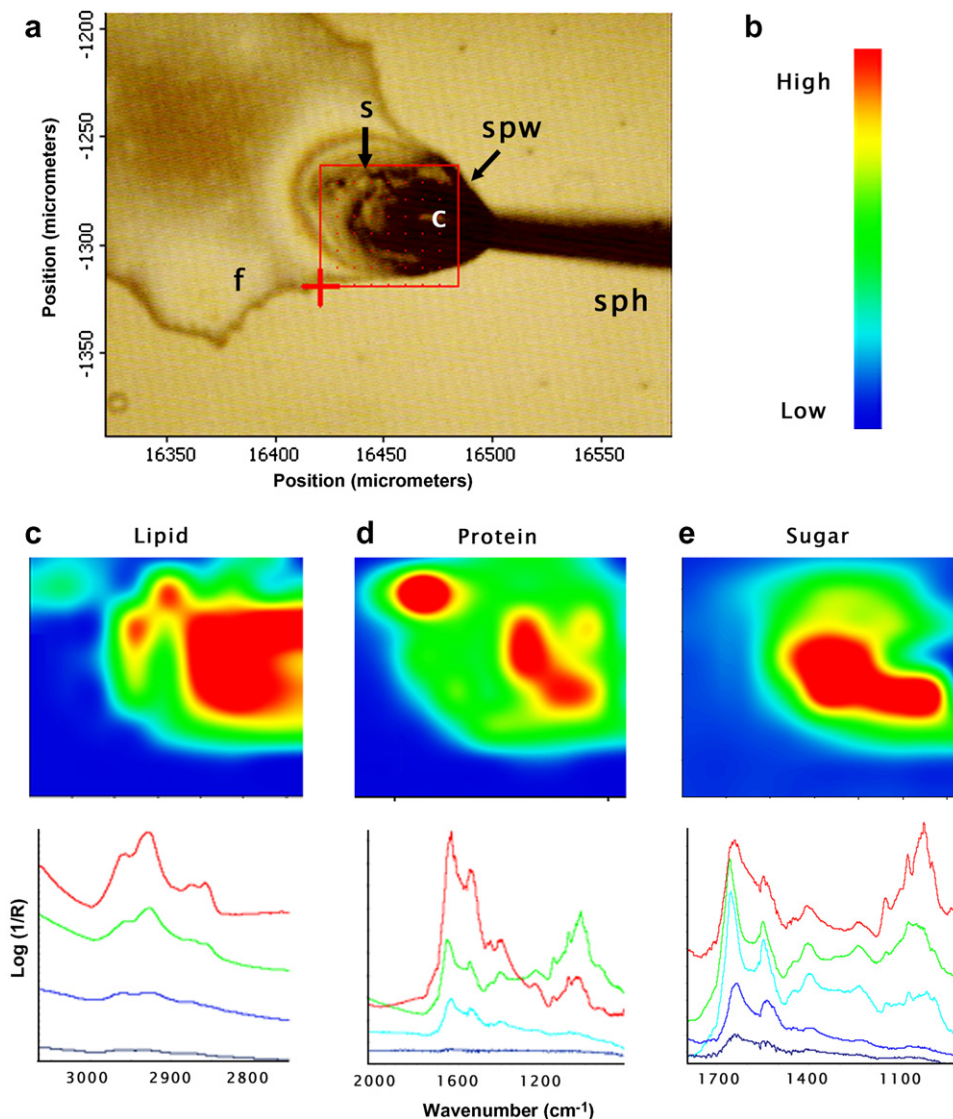 a
b
-1200
-1250
-1300
-1350
Position (micrometers)
s
spw
c
f
sph
16350 16400 16450 16500 16550
Position (micrometers)
High
Low
c Lipid
d Protein
e Sugar
Log (1/R)
3000 2900 2800
2000 1600 1200
1700 1400 1100
Wavenumber (cm-1)